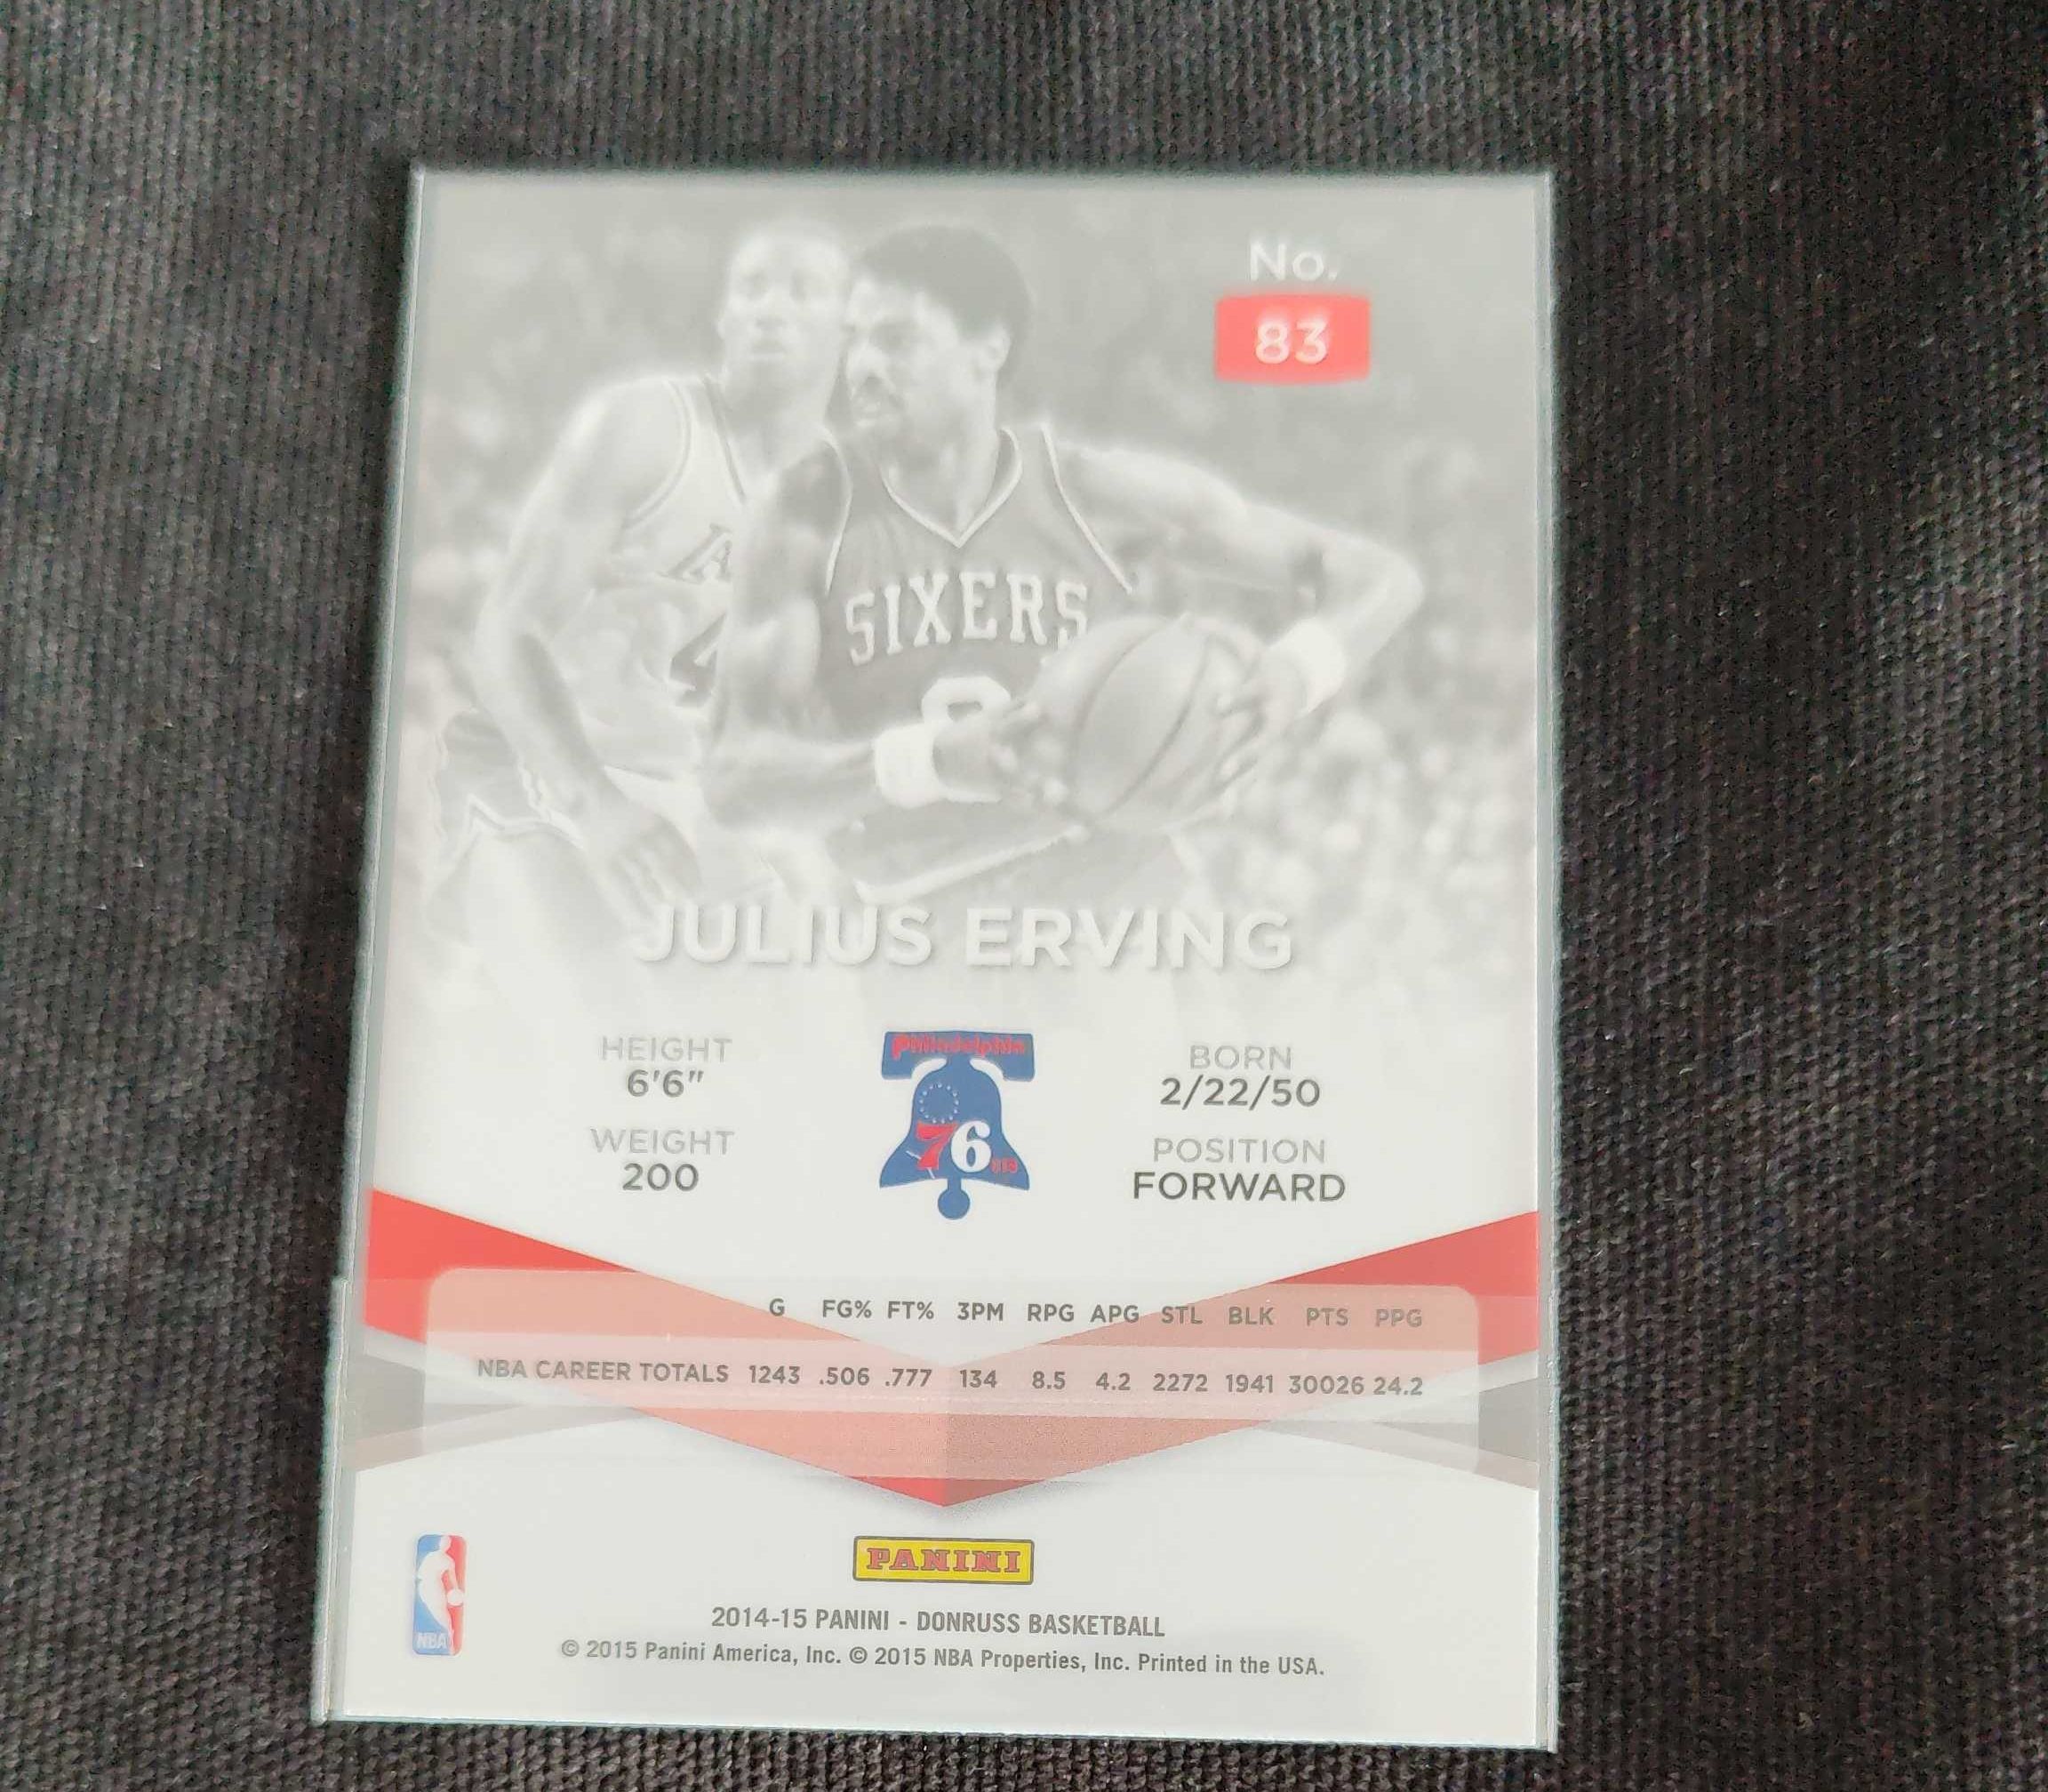 No.
83
A
4
SIXERS
JULIUS ERVING
HEIGHT
6'6"
WEIGHT
200
Philadelphia
76ers
BORN
2/22/50
POSITION
FORWARD
G FG% FT% 3PM RPG APG STL BLK PTS PPG
NBA CAREER TOTALS 1243 .506 .777 134 8.5 4.2 2272 1941 30026 24.2
NBA
PANINI
2014-15 PANINI - DONRUSS BASKETBALL
© 2015 Panini America, Inc. © 2015 NBA Properties, Inc. Printed in the USA.